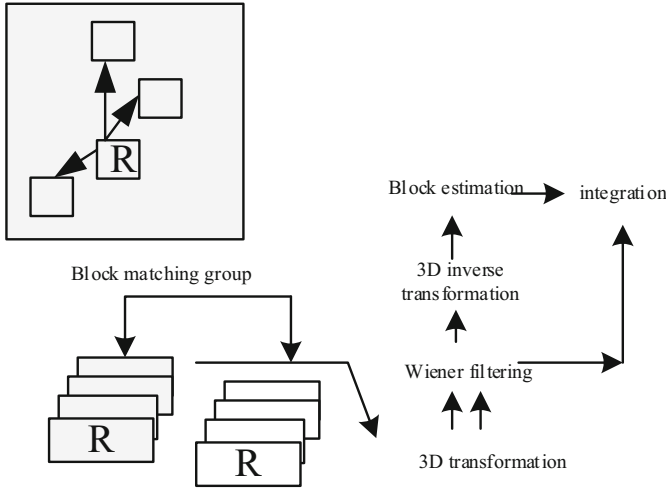 R
Block estimation
integration
Block matching group
3D inverse
transformation
Wiener filtering
R
R
3D transformation